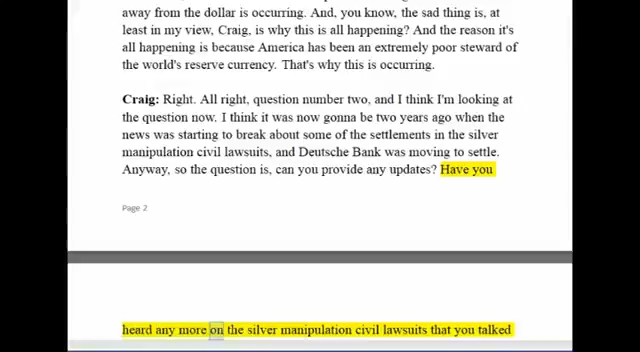 away from the dollar is occurring. And, you know, the sad thing is, at
least in my view, Craig, is why this is all happening? And the reason it's
all happening is because America has been an extremely poor steward of
the world's reserve currency. That's why this is occurring.
Craig: Right. All right, question number two, and I think I'm looking at
the question now. I think it was now gonna be two years ago when the
news was starting to break about some of the settlements in the silver
manipulation civil lawsuits, and Deutsche Bank was moving to settle.
Anyway, so the question is, can you provide any updates? Have you
Page 2
heard any more on the silver manipulation civil lawsuits that you talked